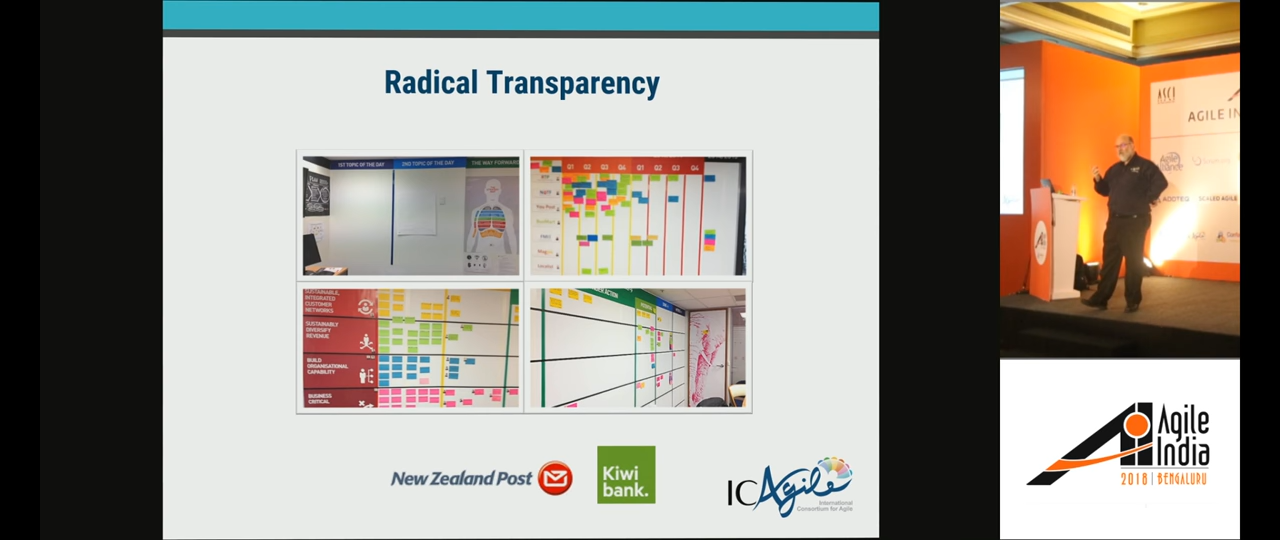 Radical Transparency
1ST TOPIC OF THE DAY
2ND TOPIC OF THE DAY
THE WAY FORWARD
Q1 Q2 Q3 Q4 Q1 Q2 Q3 Q4
SUSTAINABLE,
INTEGRATED
CUSTOMER
NETWORKS
SUSTAINABLY
DIVERSIFY
REVENUE
BUILD
ORGANISATIONAL
CAPABILITY
BUSINESS
CRITICAL
New Zealand Post
Kiwi
bank.
ICAgile
International
Consortium for Agile
ASCI
AGILE IN
SCALED AGILE
Agile
India
2018 | BENGALURU